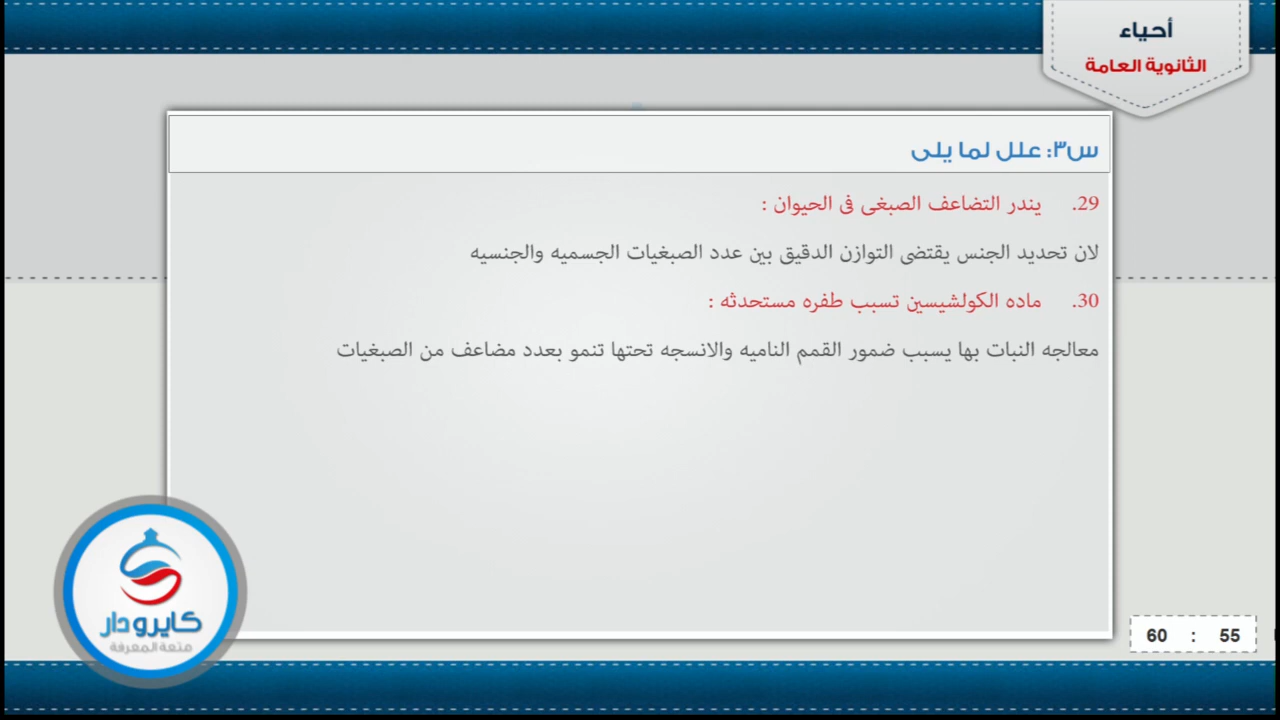 أحياء
الثانوية العامة
س٣: علل لما يلى
29. يندر التضاعف الصبغى فى الحيوان :
لان تحديد الجنس يقتضى التوازن الدقيق بين عدد الصبغيات الجسميه والجنسيه
30. ماده الكولشيسين تسبب طفره مستحدثه :
معالجه النبات بها يسبب ضمور القمم الناميه والانسجه تحتها تنمو بعدد مضاعف من الصبغيات
كايرودار
متعة المعرفة
60 : 55